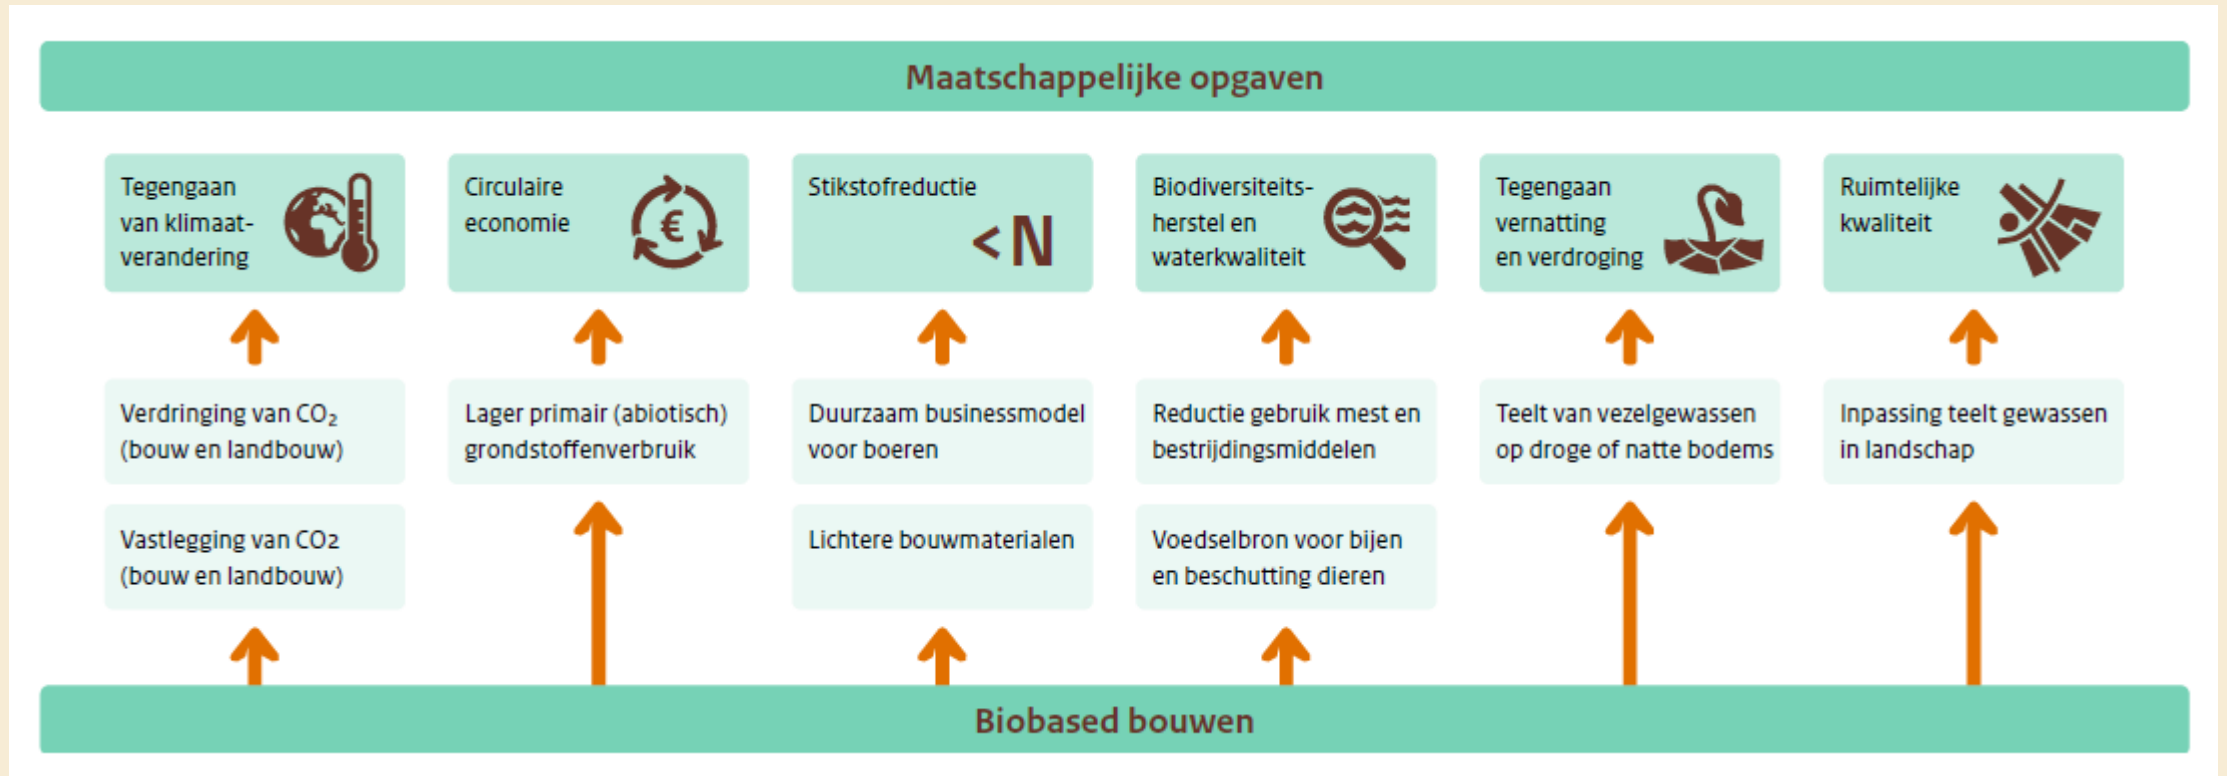 Maatschappelijke opgaven
Tegengaan
van klimaat-
verandering
Circulaire
economie
€
Stikstofreductie
<N
Biodiversiteits-
herstel en
waterkwaliteit
Tegengaan
vernatting
en verdroging
Ruimtelijke
kwaliteit
Verdringing van CO₂
(bouw en landbouw)
Lager primair (abiotisch)
grondstoffenverbruik
Duurzaam businessmodel
voor boeren
Reductie gebruik mest en
bestrijdingsmiddelen
Teelt van vezelgewassen
op droge of natte bodems
Inpassing teelt gewassen
in landschap
Vastlegging van CO2
(bouw en landbouw)
Lichtere bouwmaterialen
Voedselbron voor bijen
en beschutting dieren
Biobased bouwen